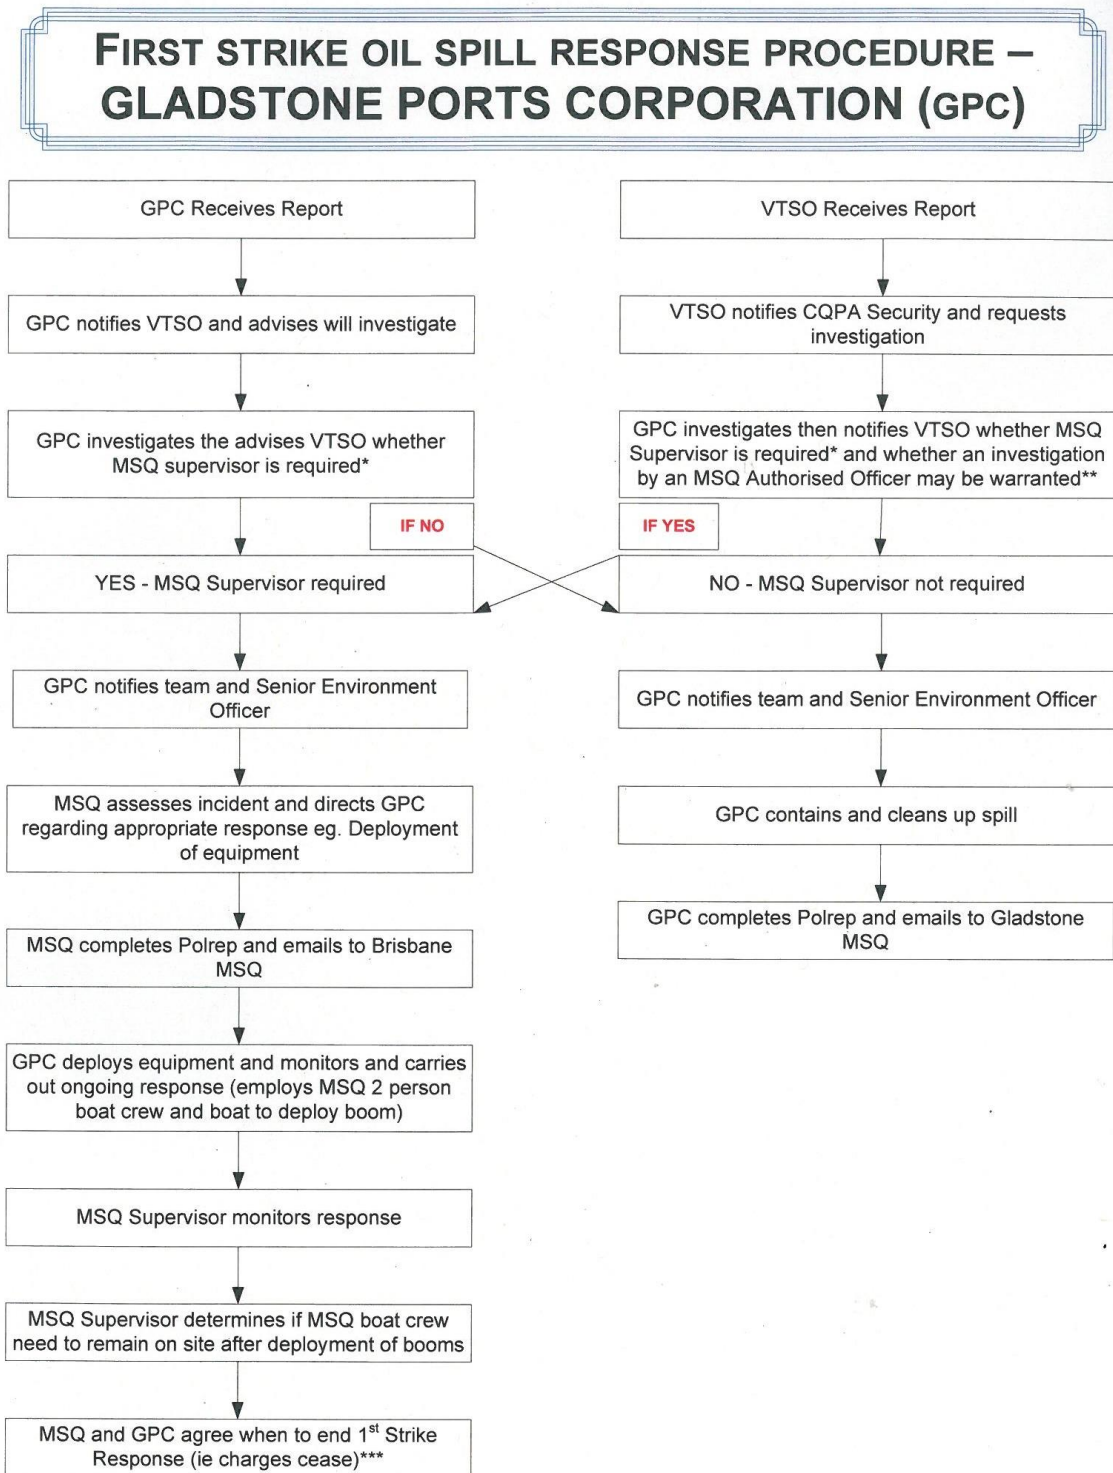 FIRST STRIKE OIL SPILL RESPONSE PROCEDURE –
GLADSTONE PORTS CORPORATION (GPC)
GPC Receives Report
GPC notifies VTSO and advises will investigate
GPC investigates the advises VTSO whether
MSQ supervisor is required*
IF NO
YES - MSQ Supervisor required
GPC notifies team and Senior Environment
Officer
MSQ assesses incident and directs GPC
regarding appropriate response eg. Deployment
of equipment
MSQ completes Polrep and emails to Brisbane
MSQ
GPC deploys equipment and monitors and carries
out ongoing response (employs MSQ 2 person
boat crew and boat to deploy boom)
MSQ Supervisor monitors response
MSQ Supervisor determines if MSQ boat crew
need to remain on site after deployment of booms
MSQ and GPC agree when to end 1st Strike
Response (ie charges cease)***
VTSO Receives Report
VTSO notifies CQPA Security and requests
investigation
GPC investigates then notifies VTSO whether MSQ
Supervisor is required* and whether an investigation
by an MSQ Authorised Officer may be warranted**
IF YES
NO - MSQ Supervisor not required
GPC notifies team and Senior Environment Officer
GPC contains and cleans up spill
GPC completes Polrep and emails to Gladstone
MSQ